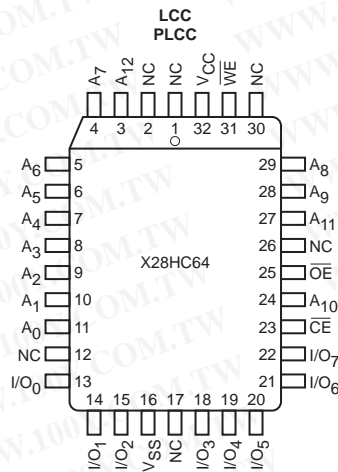 LCC
PLCC
A7 A12 NC NC VCC W̅E̅ NC
4 3 2 1 32 31 30
A6 5 29 A8
A5 6 28 A9
A4 7 27 A11
A3 8 26 NC
A2 9 X28HC64 25 O̅E̅
A1 10 24 A10
A0 11 23 C̅E̅
NC 12 22 I/O7
I/O0 13 21 I/O6
14 15 16 17 18 19 20
I/O1 I/O2 VSS NC I/O3 I/O4 I/O5